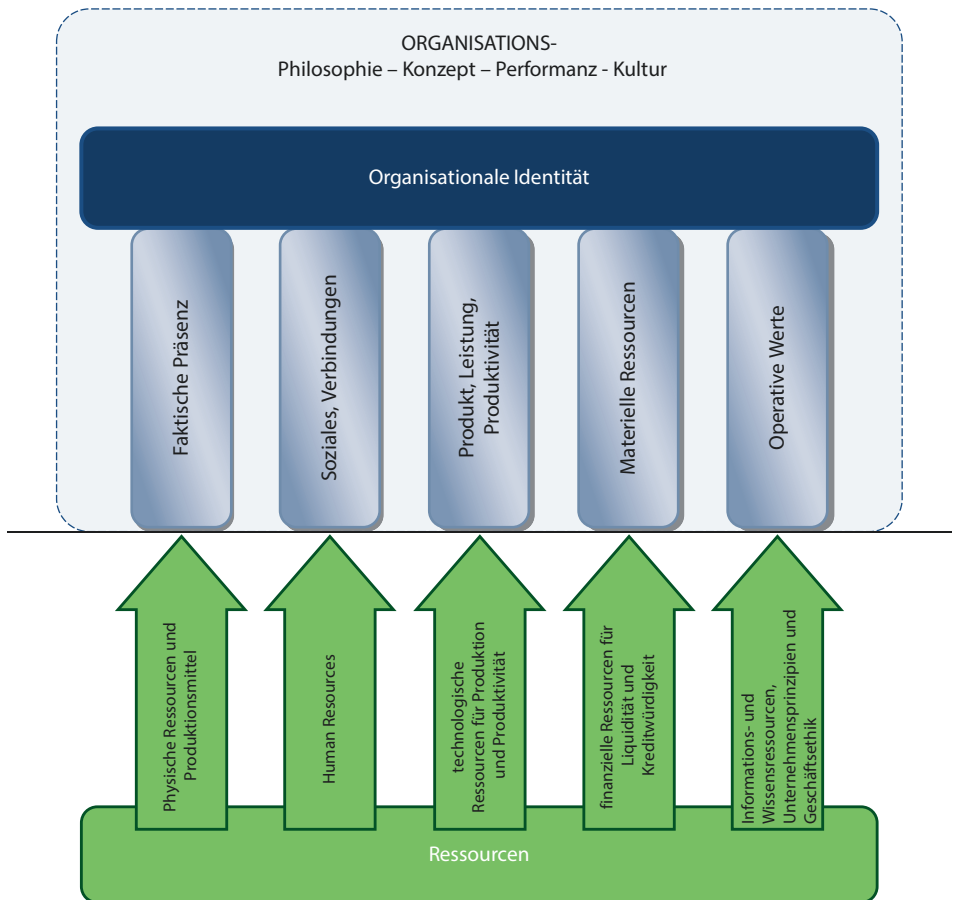 ORGANISATIONS-
Philosophie – Konzept – Performanz - Kultur
Organisationale Identität
Faktische Präsenz
Soziales, Verbindungen
Produkt, Leistung,
Produktivität
Materielle Ressourcen
Operative Werte
Physische Ressourcen und
Produktionsmittel
Human Resources
technologische
Ressourcen für Produktion
und Produktivität
finanzielle Ressourcen für
Liquidität und
Kreditwürdigkeit
Informations- und
Wissensressourcen,
Unternehmensprinzipien und
Geschäftsethik
Ressourcen